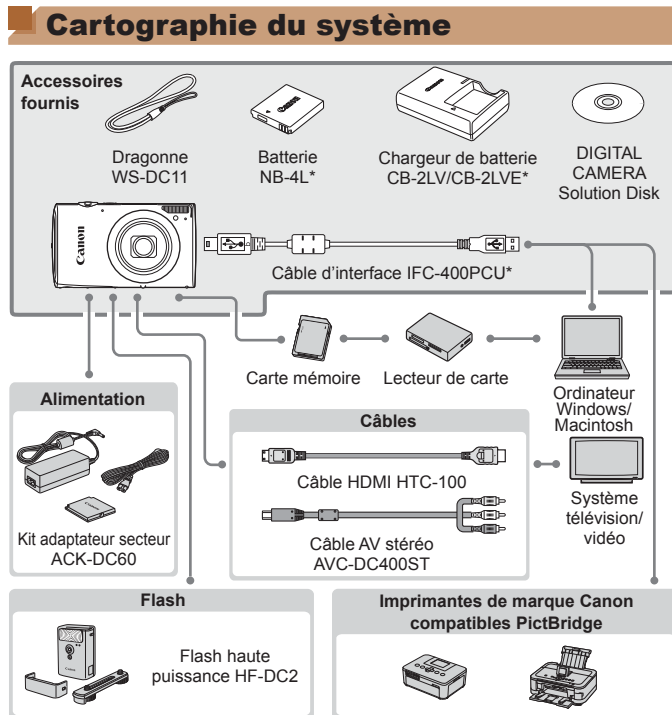 Cartographie du système
Accessoires
fournis
Canon
Canon
Dragonne
WS-DC11
Batterie
NB-4L*
Chargeur de batterie
CB-2LV/CB-2LVE*
DIGITAL
CAMERA
Solution Disk
Canon
Câble d'interface IFC-400PCU*
Carte mémoire
Lecteur de carte
Ordinateur
Windows/
Macintosh
Alimentation
Kit adaptateur secteur
ACK-DC60
Câbles
Câble HDMI HTC-100
Câble AV stéréo
AVC-DC400ST
Système
télévision/
vidéo
Flash
Flash haute
puissance HF-DC2
Imprimantes de marque Canon
compatibles PictBridge